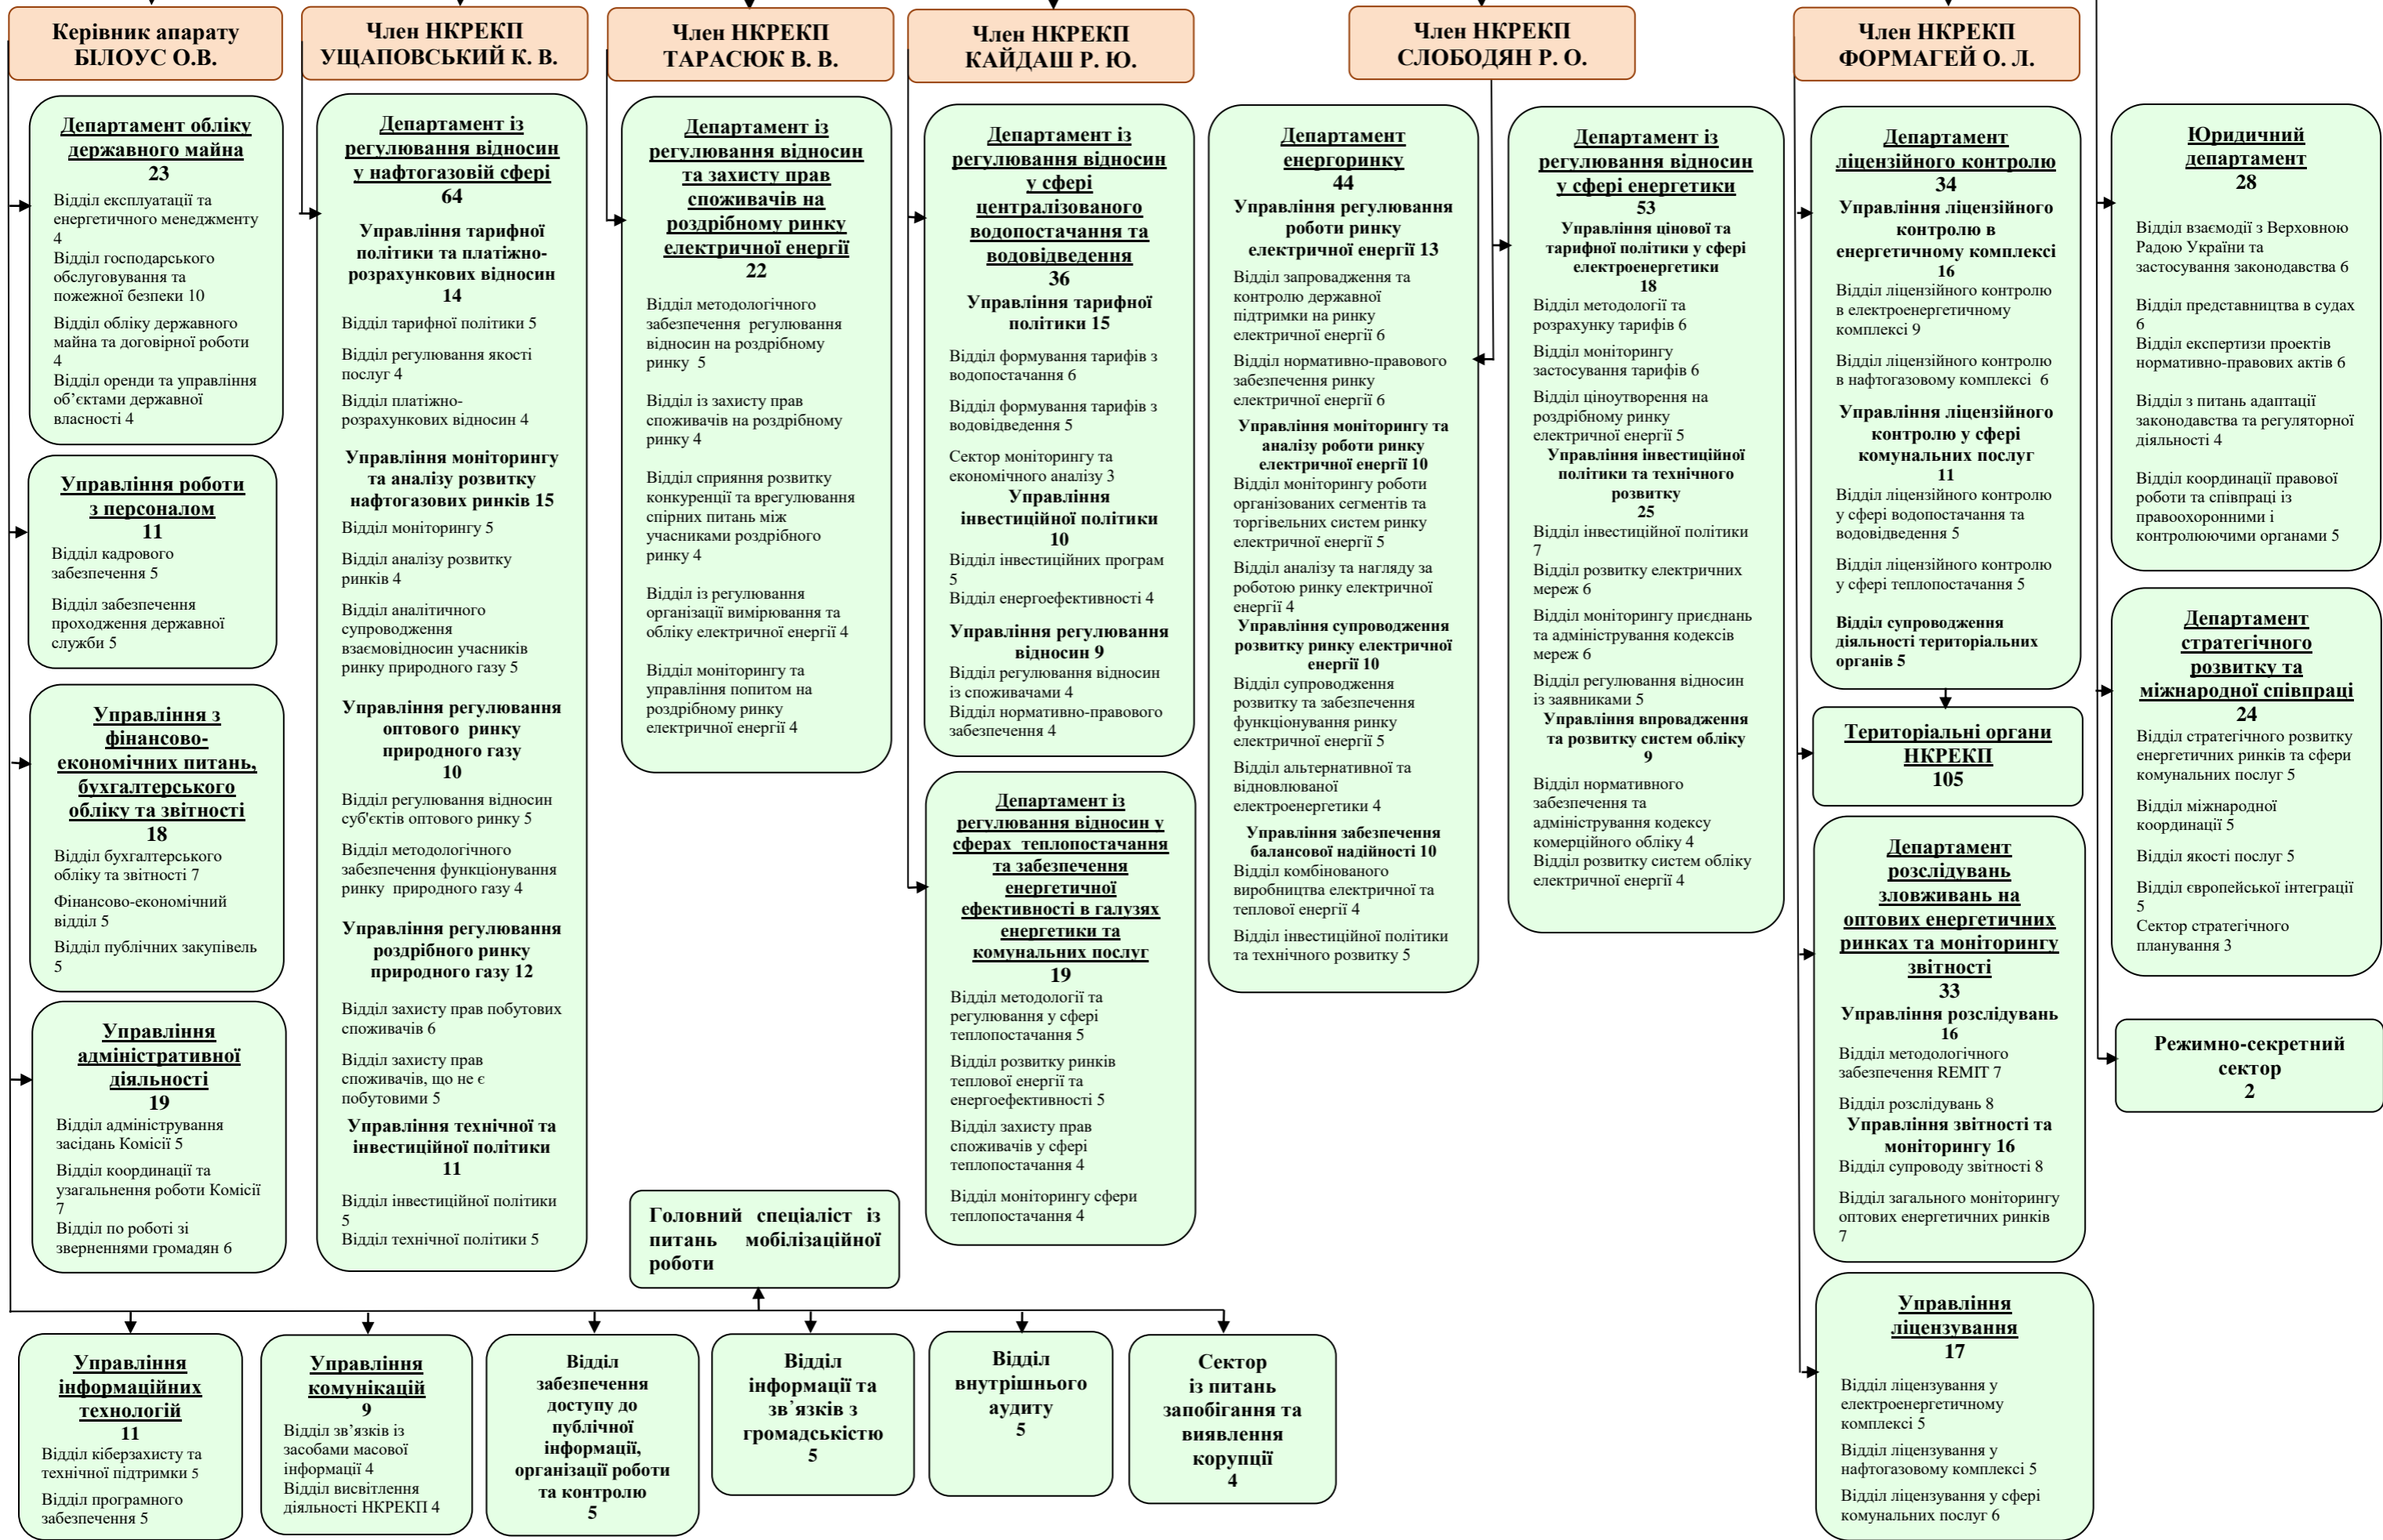 Керівник апарату
БІЛОУС О.В.
Член НКРЕКП
УЩАПОВСЬКИЙ К. В.
Член НКРЕКП
ТАРАСЮК В. В.
Член НКРЕКП
КАЙДАШ Р. Ю.
Член НКРЕКП
СЛОБОДЯН Р. О.
Член НКРЕКП
ФОРМАГЕЙ О. Л.
Департамент обліку
державного майна
23
Відділ експлуатації та
енергетичного менеджменту
4
Відділ господарського
обслуговування та
пожежної безпеки 10
Відділ обліку державного
майна та договірної роботи
4
Відділ оренди та управління
об’єктами державної
власності 4
Управління роботи
з персоналом
11
Відділ кадрового
забезпечення 5
Відділ забезпечення
проходження державної
служби 5
Управління з
фінансово-
економічних питань,
бухгалтерського
обліку та звітності
18
Відділ бухгалтерського
обліку та звітності 7
Фінансово-економічний
відділ 5
Відділ публічних закупівель
5
Управління
адміністративної
діяльності
19
Відділ адміністрування
засідань Комісії 5
Відділ координації та
узагальнення роботи Комісії
7
Відділ по роботі зі
зверненнями громадян 6
Департамент із
регулювання відносин
у нафтогазовій сфері
64
Управління тарифної
політики та платіжно-
розрахункових відносин
14
Відділ тарифної політики 5
Відділ регулювання якості
послуг 4
Відділ платіжно-
розрахункових відносин 4
Управління моніторингу
та аналізу розвитку
нафтогазових ринків 15
Відділ моніторингу 5
Відділ аналізу розвитку
ринків 4
Відділ аналітичного
супроводження
взаємовідносин учасників
ринку природного газу 5
Управління регулювання
оптового ринку
природного газу
10
Відділ регулювання відносин
суб'єктів оптового ринку 5
Відділ методологічного
забезпечення функціонування
ринку природного газу 4
Управління регулювання
роздрібного ринку
природного газу 12
Відділ захисту прав побутових
споживачів 6
Відділ захисту прав
споживачів, що не є
побутовими 5
Управління технічної та
інвестиційної політики
11
Відділ інвестиційної політики
5
Відділ технічної політики 5
Департамент із
регулювання відносин
та захисту прав
споживачів на
роздрібному ринку
електричної енергії
22
Відділ методологічного
забезпечення регулювання
відносин на роздрібному
ринку 5
Відділ із захисту прав
споживачів на роздрібному
ринку 4
Відділ сприяння розвитку
конкуренції та врегулювання
спірних питань між
учасниками роздрібного
ринку 4
Відділ із регулювання
організації вимірювання та
обліку електричної енергії 4
Відділ моніторингу та
управління попитом на
роздрібному ринку
електричної енергії 4
Департамент із
регулювання відносин
у сфері
централізованого
водопостачання та
водовідведення
36
Управління тарифної
політики 15
Відділ формування тарифів з
водопостачання 6
Відділ формування тарифів з
водовідведення 5
Сектор моніторингу та
економічного аналізу 3
Управління
інвестиційної політики
10
Відділ інвестиційних програм
5
Відділ енергоефективності 4
Управління регулювання
відносин 9
Відділ регулювання відносин
із споживачами 4
Відділ нормативно-правового
забезпечення 4
Департамент із
регулювання відносин у
сферах теплопостачання
та забезпечення
енергетичної
ефективності в галузях
енергетики та
комунальних послуг
19
Відділ методології та
регулювання у сфері
теплопостачання 5
Відділ розвитку ринків
теплової енергії та
енергоефективності 5
Відділ захисту прав
споживачів у сфері
теплопостачання 4
Відділ моніторингу сфери
теплопостачання 4
Департамент
енергоринку
44
Управління регулювання
роботи ринку
електричної енергії 13
Відділ запровадження та
контролю державної
підтримки на ринку
електричної енергії 6
Відділ нормативно-правового
забезпечення ринку
електричної енергії 6
Управління моніторингу та
аналізу роботи ринку
електричної енергії 10
Відділ моніторингу роботи
організованих сегментів та
торгівельних систем ринку
електричної енергії 5
Відділ аналізу та нагляду за
роботою ринку електричної
енергії 4
Управління супроводження
розвитку ринку електричної
енергії 10
Відділ супроводження
розвитку та забезпечення
функціонування ринку
електричної енергії 5
Відділ альтернативної та
відновлюваної
електроенергетики 4
Управління забезпечення
балансової надійності 10
Відділ комбінованого
виробництва електричної та
теплової енергії 4
Відділ інвестиційної політики
та технічного розвитку 5
Департамент із
регулювання відносин
у сфері енергетики
53
Управління цінової та
тарифної політики у сфері
електроенергетики
18
Відділ методології та
розрахунку тарифів 6
Відділ моніторингу
застосування тарифів 6
Відділ ціноутворення на
роздрібному ринку
електричної енергії 5
Управління інвестиційної
політики та технічного
розвитку
25
Відділ інвестиційної політики
7
Відділ розвитку електричних
мереж 6
Відділ моніторингу приєднань
та адміністрування кодексів
мереж 6
Відділ регулювання відносин
із заявниками 5
Управління впровадження
та розвитку систем обліку
9
Відділ нормативного
забезпечення та
адміністрування кодексу
комерційного обліку 4
Відділ розвитку систем обліку
електричної енергії 4
Департамент
ліцензійного контролю
34
Управління ліцензійного
контролю в
енергетичному комплексі
16
Відділ ліцензійного контролю
в електроенергетичному
комплексі 9
Відділ ліцензійного контролю
в нафтогазовому комплексі 6
Управління ліцензійного
контролю у сфері
комунальних послуг
11
Відділ ліцензійного контролю
у сфері водопостачання та
водовідведення 5
Відділ ліцензійного контролю
у сфері теплопостачання 5
Відділ супроводження
діяльності територіальних
органів 5
Територіальні органи
НКРЕКП
105
Департамент
розслідувань
зловживань на
оптових енергетичних
ринках та моніторингу
звітності
33
Управління розслідувань
16
Відділ методологічного
забезпечення REMIT 7
Відділ розслідувань 8
Управління звітності та
моніторингу 16
Відділ супроводу звітності 8
Відділ загального моніторингу
оптових енергетичних ринків
7
Управління
ліцензування
17
Відділ ліцензування у
електроенергетичному
комплексі 5
Відділ ліцензування у
нафтогазовому комплексі 5
Відділ ліцензування у сфері
комунальних послуг 6
Юридичний
департамент
28
Відділ взаємодії з Верховною
Радою України та
застосування законодавства 6
Відділ представництва в судах
6
Відділ експертизи проектів
нормативно-правових актів 6
Відділ з питань адаптації
законодавства та регуляторної
діяльності 4
Відділ координації правової
роботи та співпраці із
правоохоронними і
контролюючими органами 5
Департамент
стратегічного
розвитку та
міжнародної співпраці
24
Відділ стратегічного розвитку
енергетичних ринків та сфери
комунальних послуг 5
Відділ міжнародної
координації 5
Відділ якості послуг 5
Відділ європейської інтеграції
5
Сектор стратегічного
планування 3
Режимно-секретний
сектор
2
Головний спеціаліст із
питань мобілізаційної
роботи
Управління
інформаційних
технологій
11
Відділ кіберзахисту та
технічної підтримки 5
Відділ програмного
забезпечення 5
Управління
комунікацій
9
Відділ зв’язків із
засобами масової
інформації 4
Відділ висвітлення
діяльності НКРЕКП 4
Відділ
забезпечення
доступу до
публічної
інформації,
організації роботи
та контролю
5
Відділ
інформації та
зв’язків з
громадськістю
5
Відділ
внутрішнього
аудиту
5
Сектор
із питань
запобігання та
виявлення
корупції
4